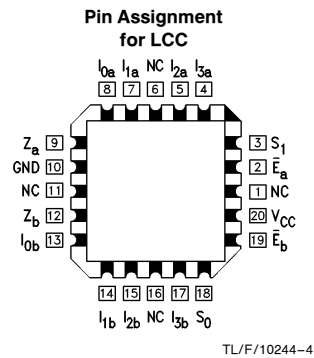 Pin Assignment
for LCC
I0a I1a NC I2a I3a
8 7 6 5 4
Za 9
GND 10
NC 11
Zb 12
I0b 13
3 S1
2 E̅a
1 NC
20 VCC
19 E̅b
14 15 16 17 18
I1b I2b NC I3b S0
TL/F/10244–4